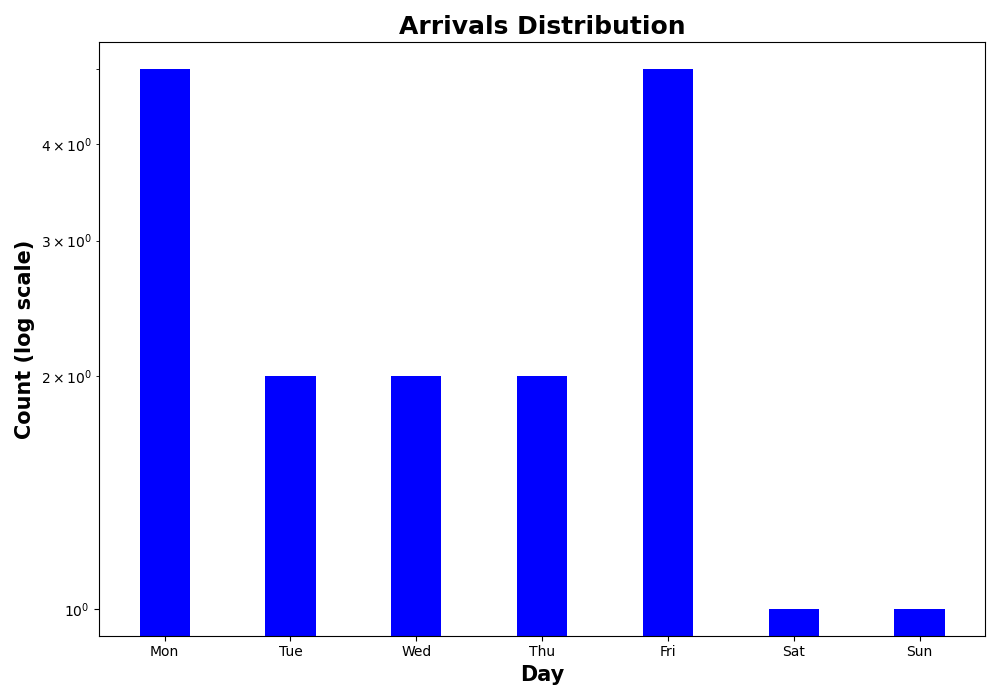 Arrivals Distribution
Count (log scale)
4 × 10⁰
3 × 10⁰
2 × 10⁰
10⁰
Mon Tue Wed Thu Fri Sat Sun
Day